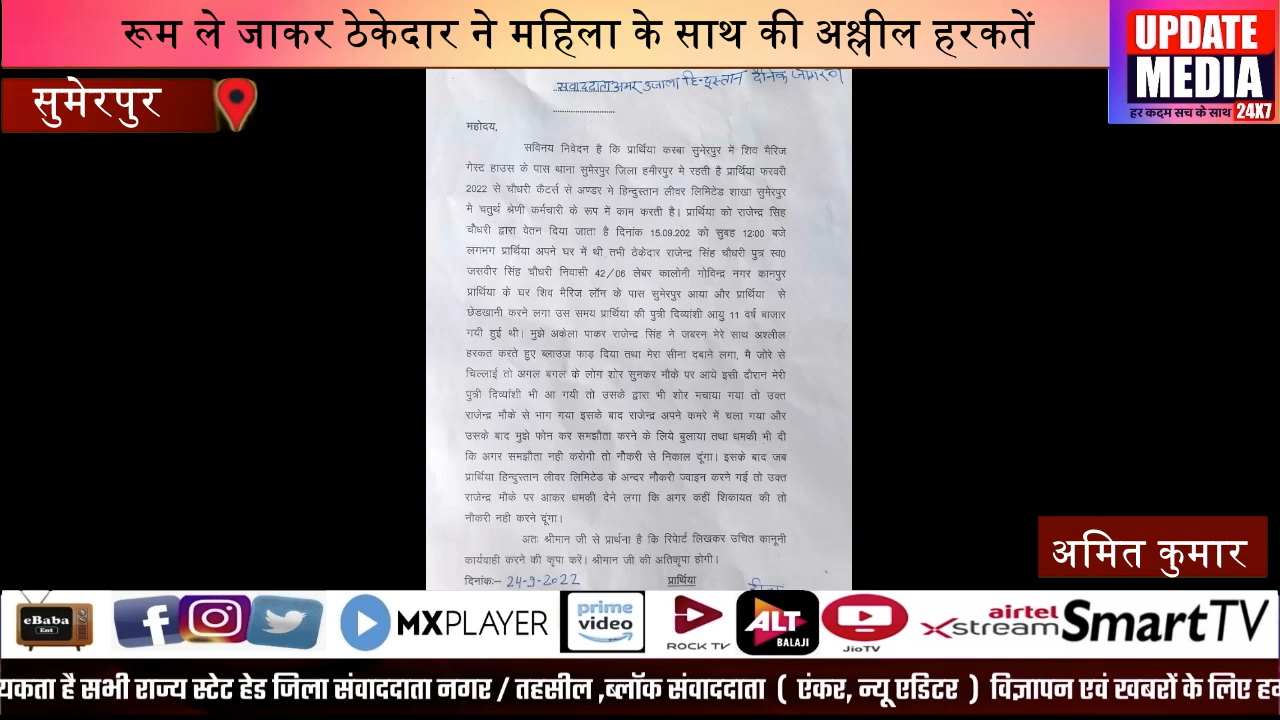 रूम ले जाकर ठेकेदार ने महिला के साथ की अश्लील हरकतें
UPDATE
MEDIA
हर कदम सच के साथ 24X7
सुमेरपुर
संवाददाता अमर उजाला हिन्दुस्तान दैनिक जागरण
महोदय,
सविनय निवेदन है कि प्रार्थिया कस्बा सुमेरपुर में शिव मैरिज
गेस्ट हाउस के पास थाना सुमेरपुर जिला हमीरपुर मे रहती है प्रार्थिया फरवरी
2022 से चौधरी कैटर्स से अण्डर मे हिन्दुस्तान लीवर लिमिटेड शाखा सुमेरपुर
मे चतुर्थ श्रेणी कर्मचारी के रूप में काम करती है। प्रार्थिया को राजेन्द्र सिह
चौधरी द्वारा वेतन दिया जाता है दिनांक 15.09.202 को सुबह 12:00 बजे
लगभग प्रार्थिया अपने घर में थी तभी ठेकेदार राजेन्द्र सिंह चौधरी पुत्र स्व0
जसवीर सिंह चौधरी निवासी 42/06 लेबर कालोनी गोविन्द्र नगर कानपुर
प्रार्थिया के घर शिव मैरिज लॉन के पास सुमेरपुर आया और प्रार्थिया से
छेडखानी करने लगा उस समय प्रार्थिया की पुत्री दिव्यांशी आयु 11 वर्ष बाजार
गयी हुई थी। मुझे अकेला पाकर राजेन्द्र सिंह ने जबरन मेरे साथ अश्लील
हरकत करते हुए ब्लाउज फाड़ दिया तथा मेरा सीना दबाने लगा, मै जोरे से
चिल्लाई तो अगल बगल के लोग शोर सुनकर मौके पर आये इसी दौरान मेरी
पुत्री दिव्यांशी भी आ गयी तो उसके द्वारा भी शोर मचाया गया तो उक्त
राजेन्द्र मौके से भाग गया इसके बाद राजेन्द्र अपने कमरे में चला गया और
उसके बाद मुझे फोन कर समझौता करने के लिये बुलाया तथा धमकी भी दी
कि अगर समझौता नही करोगी तो नौकरी से निकाल दूंगा। इसके बाद जब
प्रार्थिया हिन्दुस्तान लीवर लिमिटेड के अन्दर नौकरी ज्वाइन करने गई तो उक्त
राजेन्द्र मौके पर आकर धमकी देने लगा कि अगर कहीं शिकायत की तो
नौकरी नही करने दूंगा।
अतः श्रीमान जी से प्रार्थना है कि रिपोर्ट लिखकर उचित कानूनी
कार्यवाही करने की कृपा करें। श्रीमान जी की अतिकृपा होगी।
दिनांकः– 24-9-2022 प्रार्थिया
अमित कुमार
eBaba
Ent
MXPLAYER
prime
video
ROCK TV
ALT
BALAJI
JioTV
airtel
Xstream
SmartTV
यकता है सभी राज्य स्टेट हेड जिला संवाददाता नगर / तहसील ,ब्लॉक संवाददाता ( एंकर, न्यू एडिटर ) विज्ञापन एवं खबरों के लिए